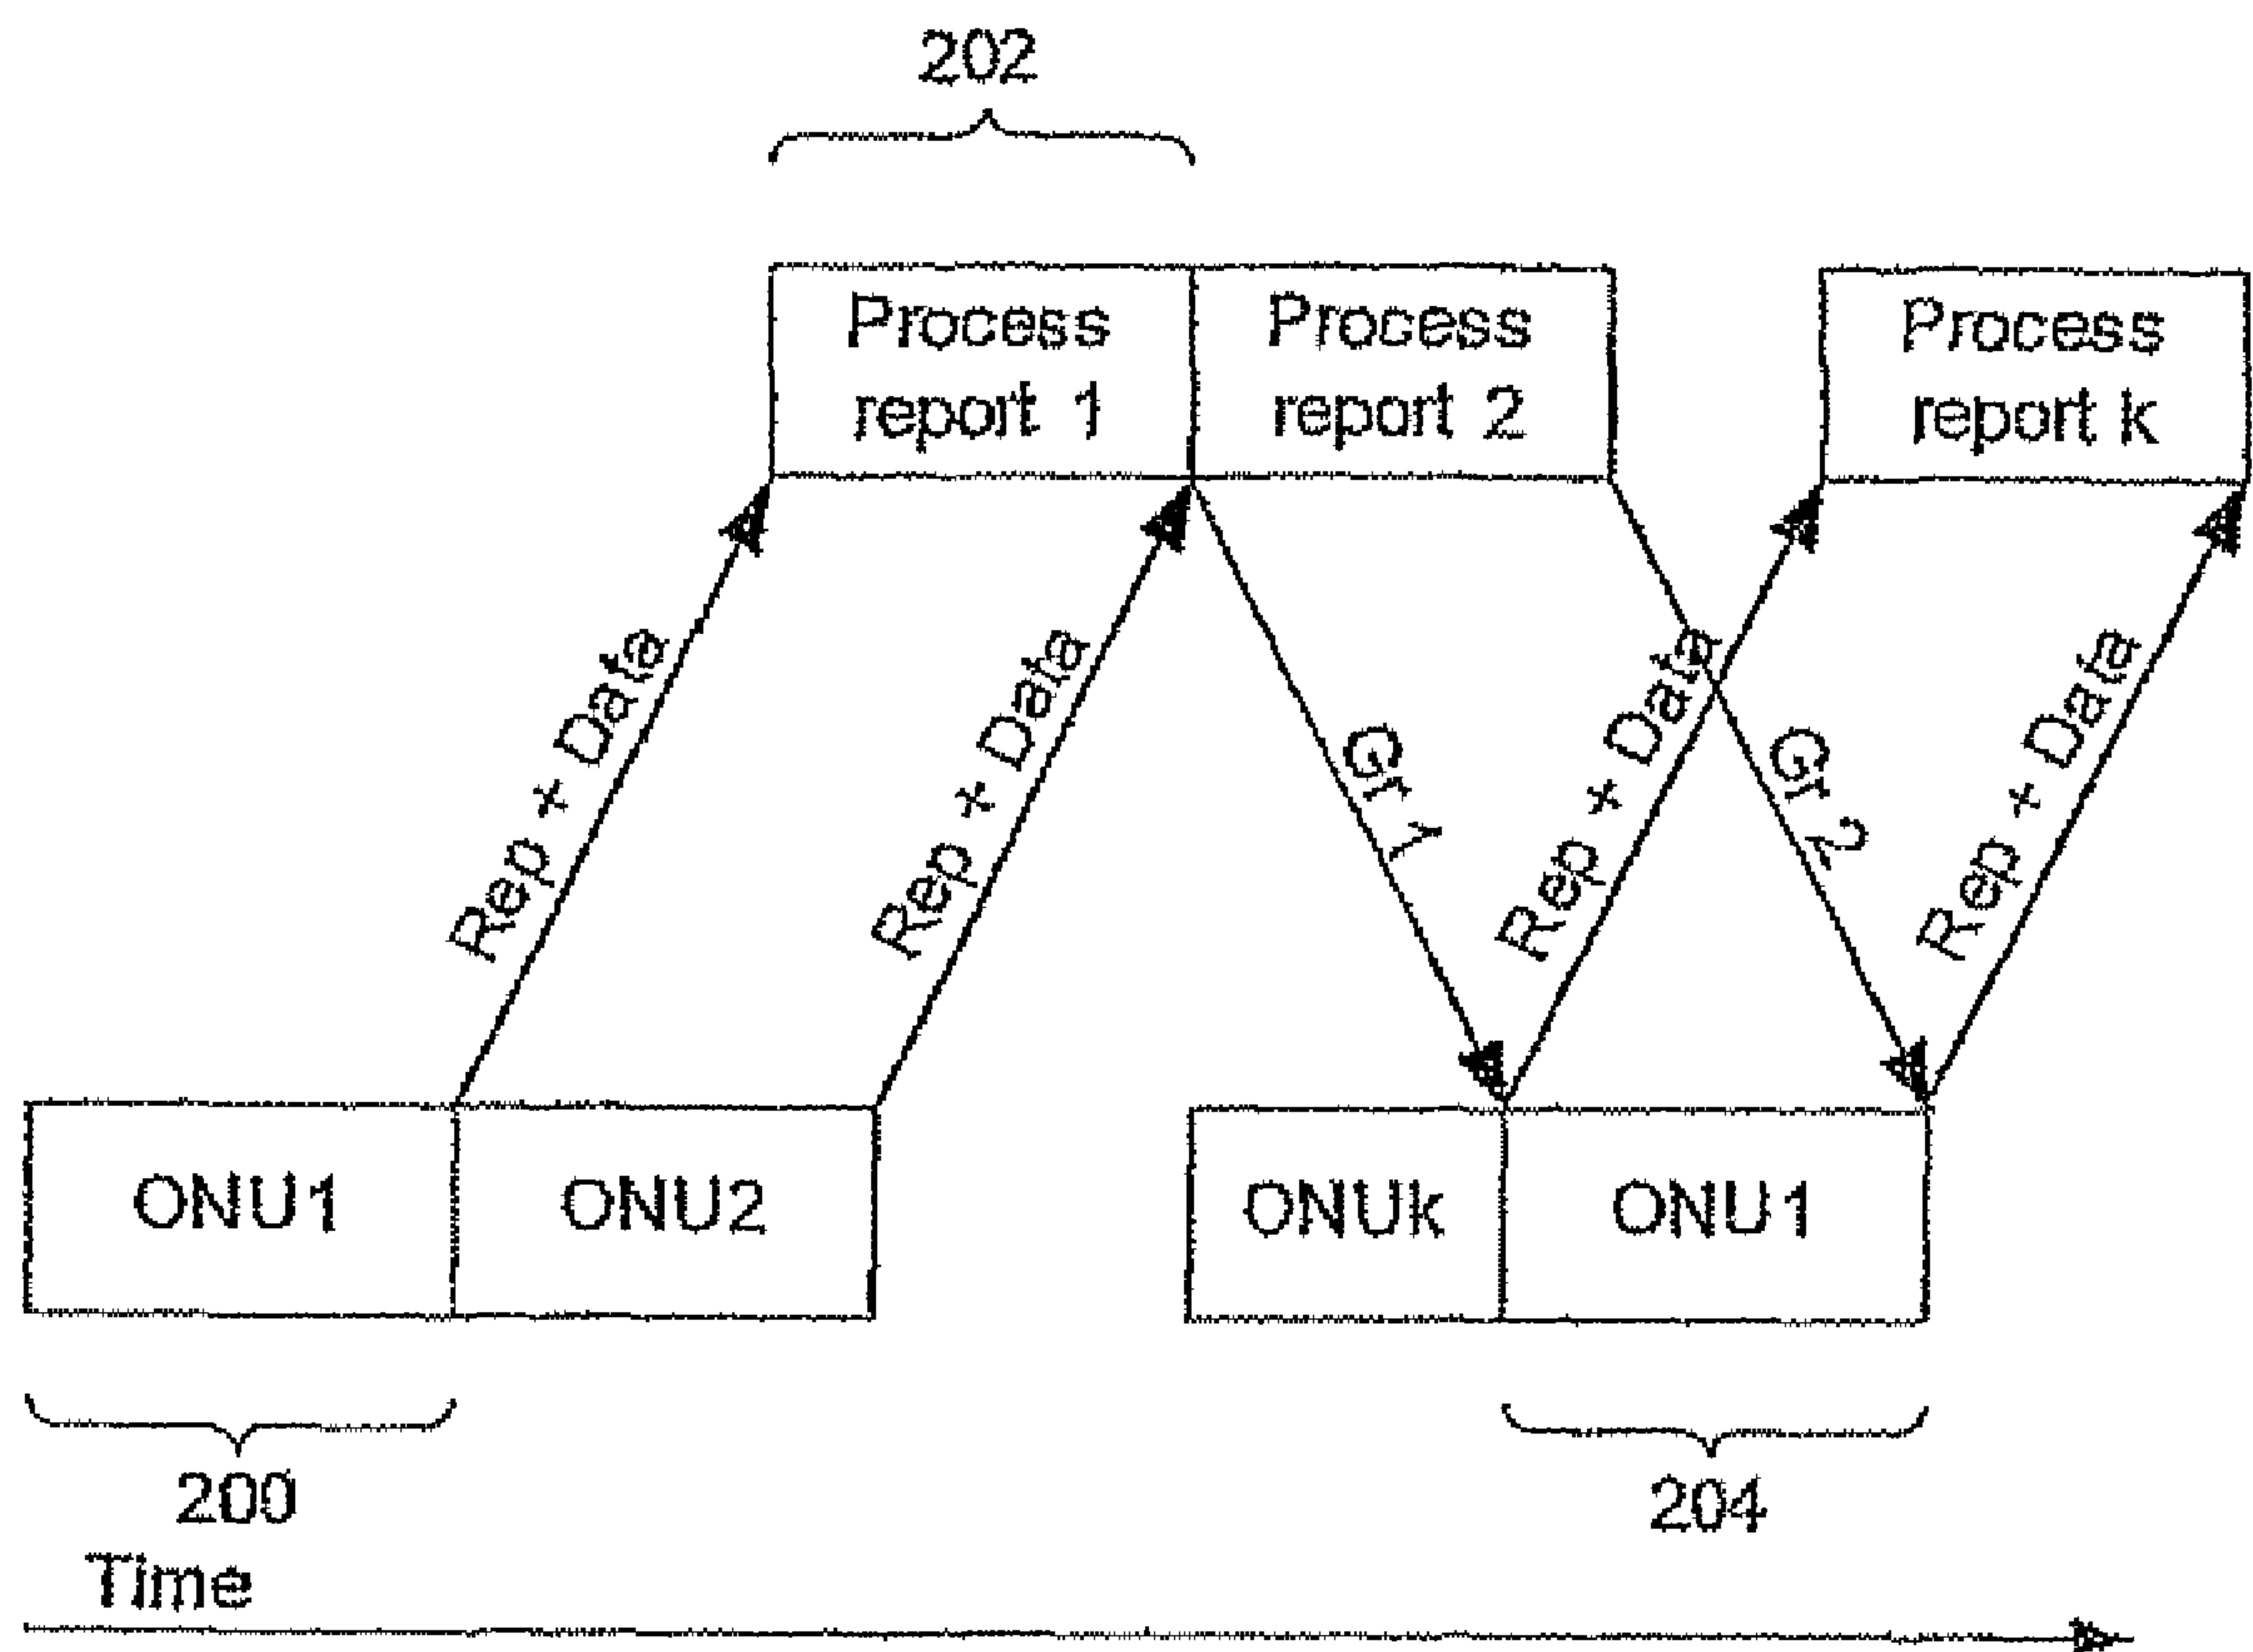 202
Process
report 1
Process
report 2
Process
report k
Rep + Data
Rep + Data
Gr 1
Rep + Data
Gr 2
Rep + Data
ONU1
ONU2
ONUk
ONU1
200
204
Time